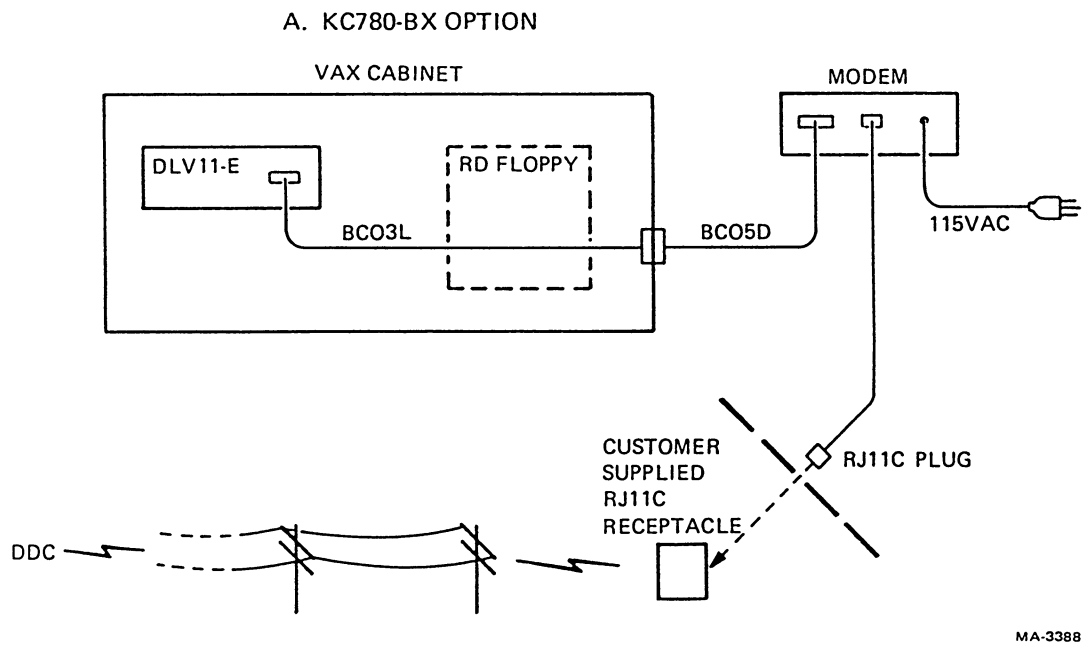 A. KC780-BX OPTION
VAX CABINET
MODEM
DLV11-E
RD FLOPPY
BCO3L
BCO5D
115VAC
CUSTOMER
SUPPLIED
RJ11C
RECEPTACLE
RJ11C PLUG
DDC
MA-3388